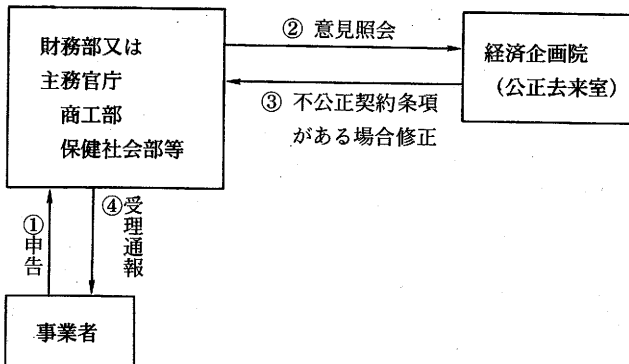 財務部又は
主務官庁
商工部
保健社会部等
② 意見照会
経済企画院
（公正去来室）
③ 不公正契約条項
がある場合修正
①申告
④受理通報
事業者